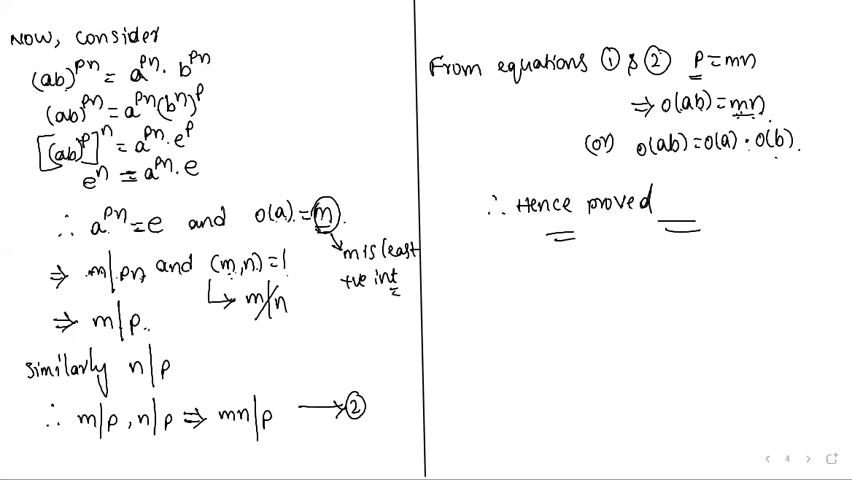 Now, consider
(ab)^pn = a^pn · b^pn
(ab)^pn = a^pn (b^n)^p
[(ab)^p]^n = a^pn · e^p
e^n = a^pn · e
∴ a^pn = e and o(a) = m.
m is least
+ve int
⇒ m|pn and (m,n)=1
↳ m∤n
⇒ m|p.
similarly n|p
∴ m|p, n|p ⇒ mn|p ⟶ ②
From equations ① & ② p = mn
⇒ o(ab) = mn.
(or) o(ab) = o(a) · o(b).
∴ Hence proved
4